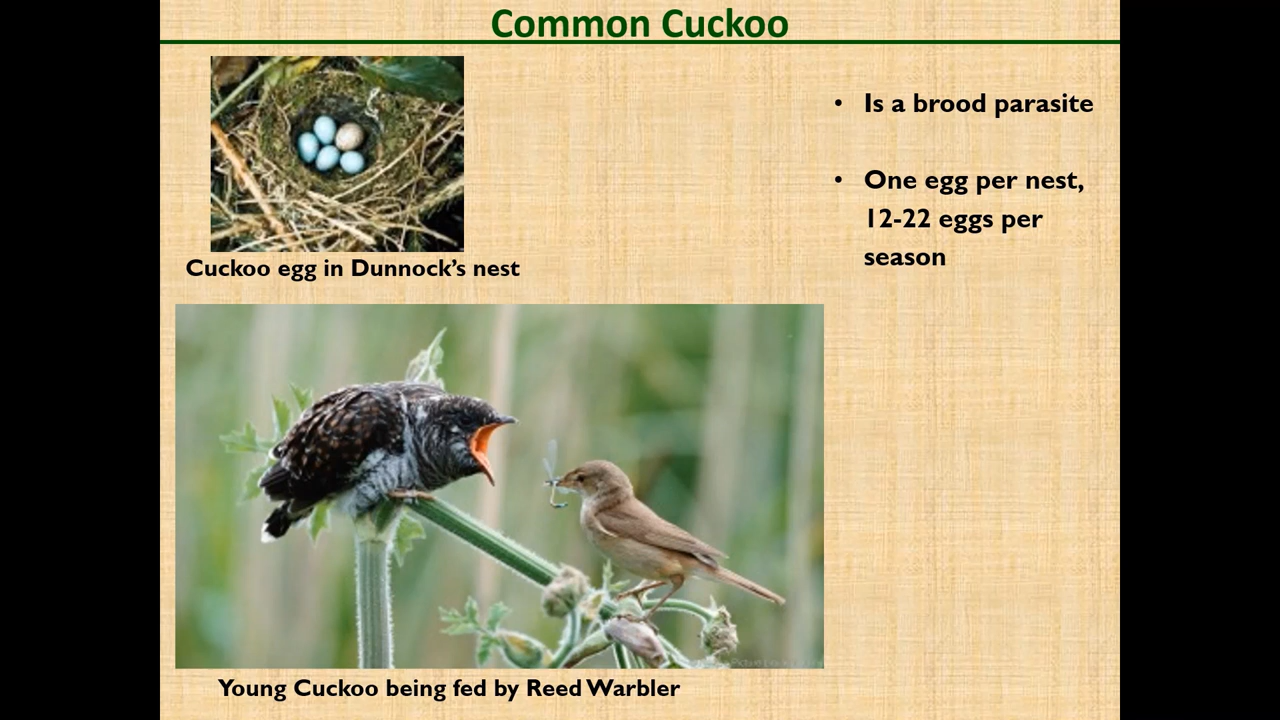 Common Cuckoo
• Is a brood parasite
• One egg per nest,
12-22 eggs per
season
Cuckoo egg in Dunnock's nest
Young Cuckoo being fed by Reed Warbler